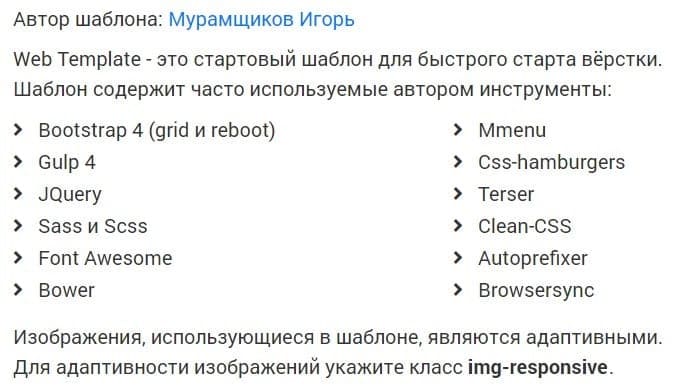 Автор шаблона: Мурамщиков Игорь
Web Template - это стартовый шаблон для быстрого старта вёрстки.
Шаблон содержит часто используемые автором инструменты:
Bootstrap 4 (grid и reboot)
Gulp 4
JQuery
Sass и Scss
Font Awesome
Bower
Mmenu
Css-hamburgers
Terser
Clean-CSS
Autoprefixer
Browsersync
Изображения, использующиеся в шаблоне, являются адаптивными.
Для адаптивности изображений укажите класс img-responsive.